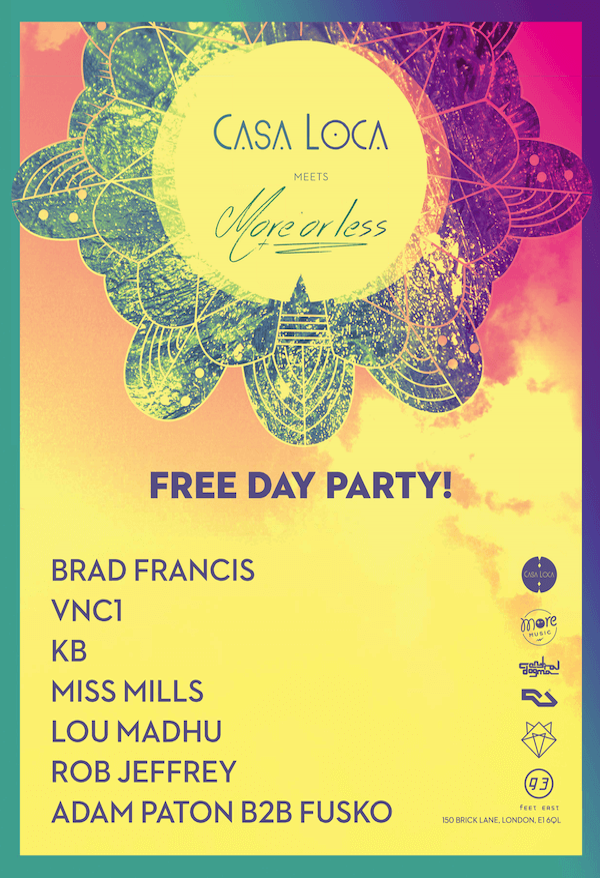 CASA LOCA
MEETS
More or less
FREE DAY PARTY!
BRAD FRANCIS
VNC1
KB
MISS MILLS
LOU MADHU
ROB JEFFREY
ADAM PATON B2B FUSKO
CASA LOCA
more
MUSIC
93
feet east
150 BRICK LANE, LONDON, E1 6QL